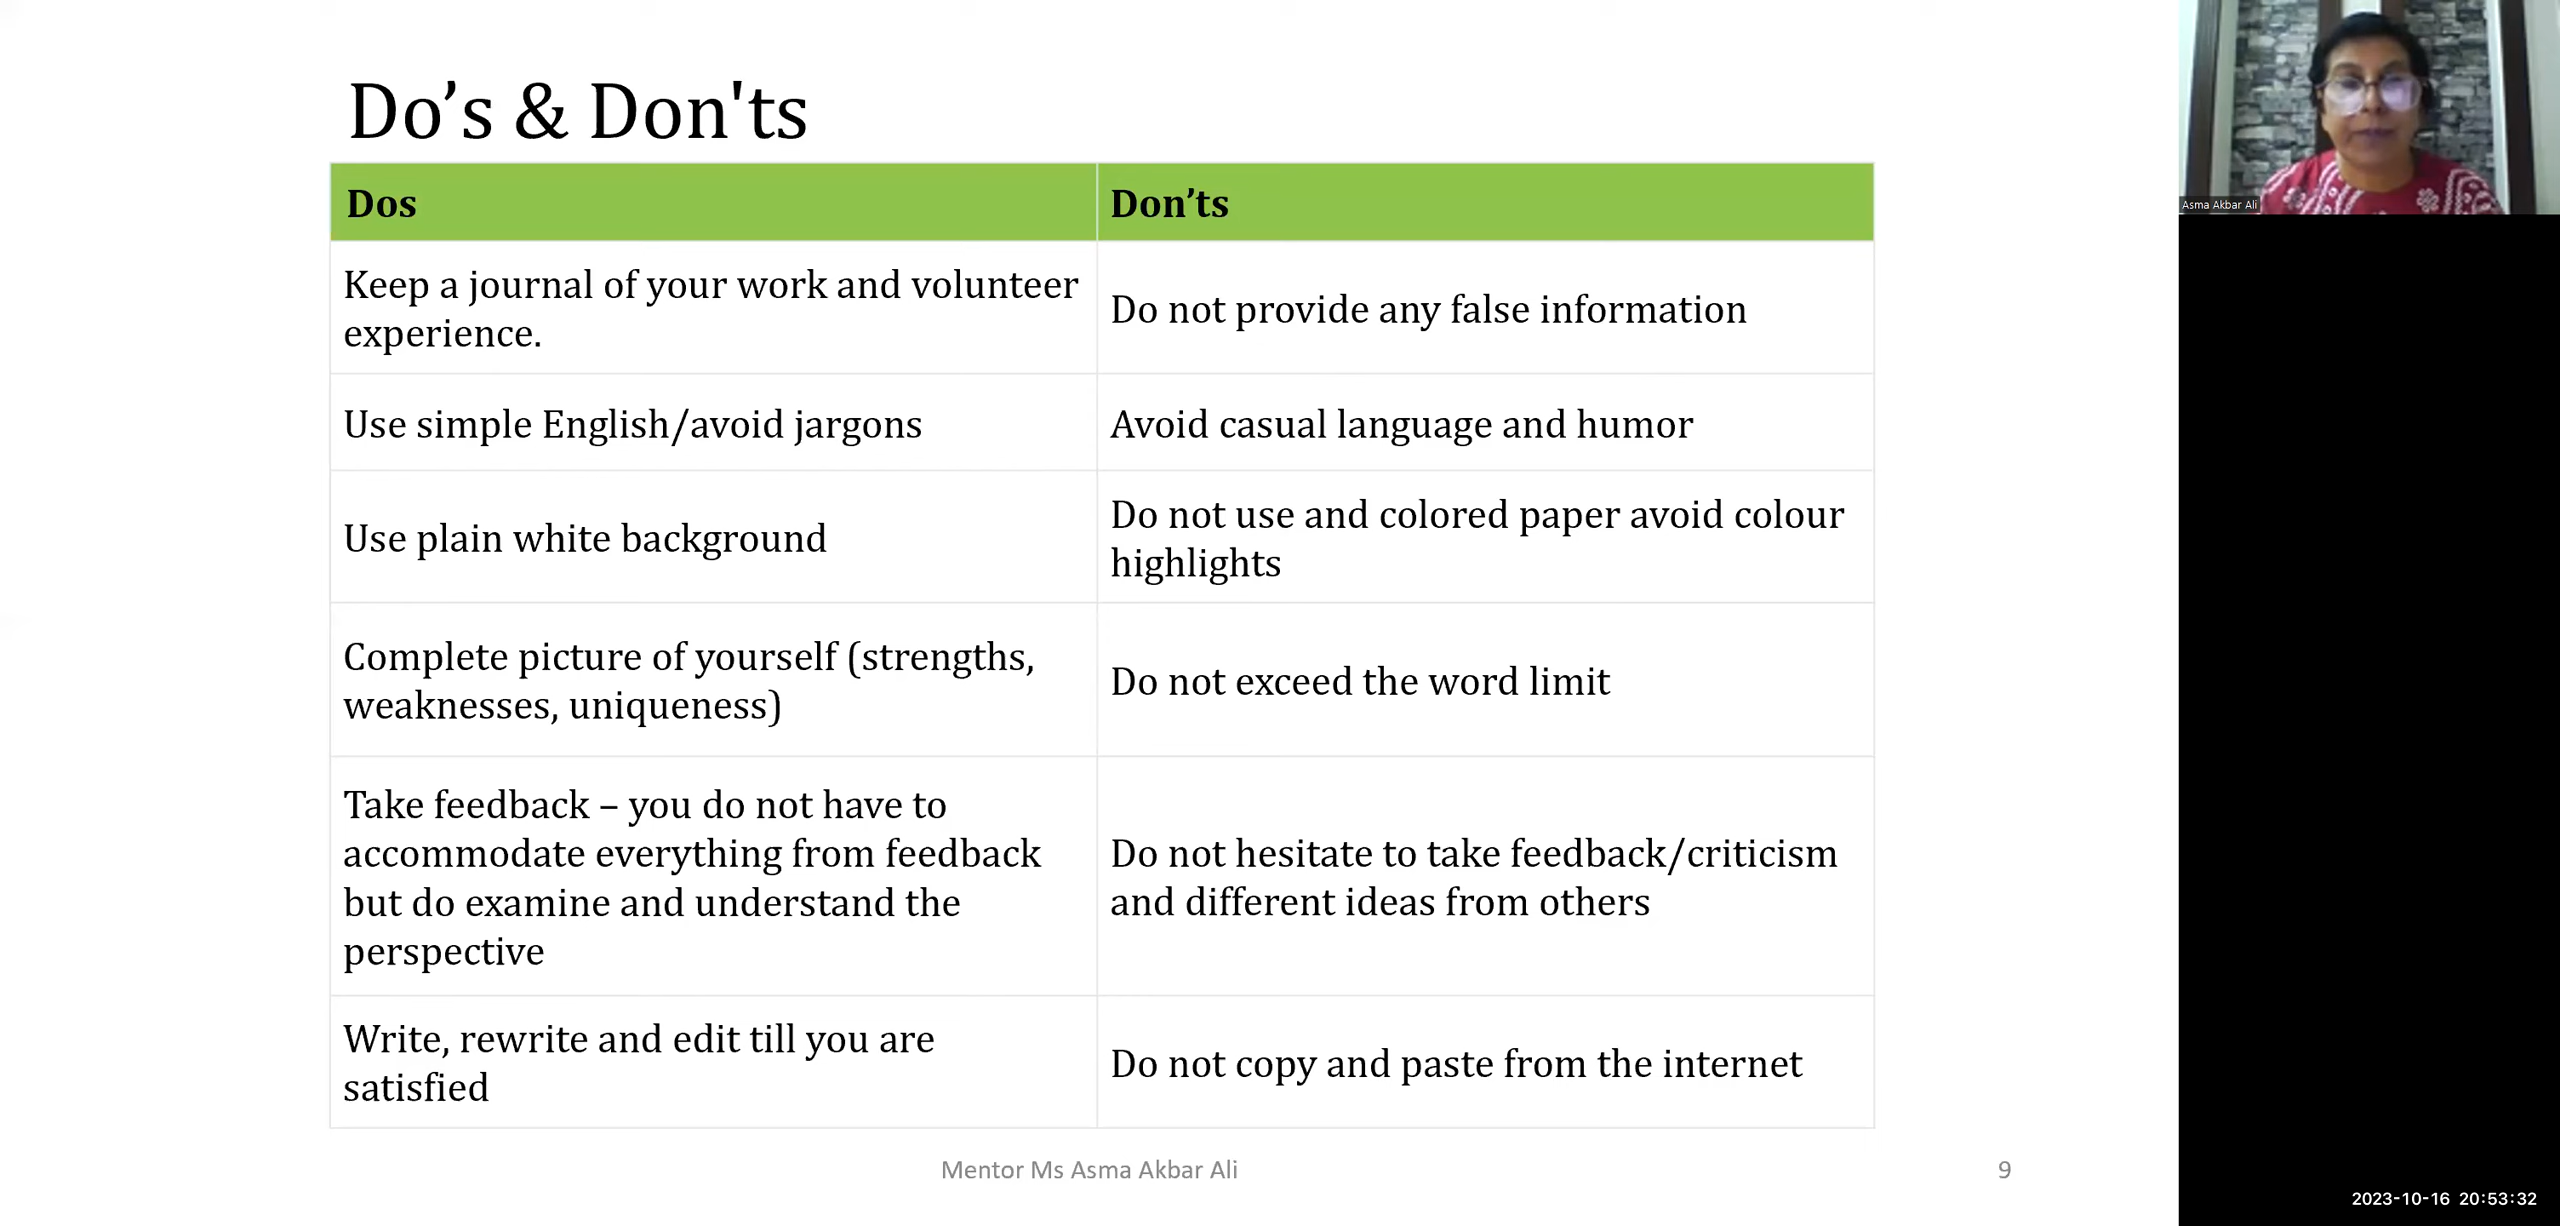 Do’s & Don'ts
Dos
Don’ts
Keep a journal of your work and volunteer
experience.
Do not provide any false information
Use simple English/avoid jargons
Avoid casual language and humor
Use plain white background
Do not use and colored paper avoid colour
highlights
Complete picture of yourself (strengths,
weaknesses, uniqueness)
Do not exceed the word limit
Take feedback – you do not have to
accommodate everything from feedback
but do examine and understand the
perspective
Do not hesitate to take feedback/criticism
and different ideas from others
Write, rewrite and edit till you are
satisfied
Do not copy and paste from the internet
Mentor Ms Asma Akbar Ali
9
Asma Akbar Ali
2023-10-16 20:53:32